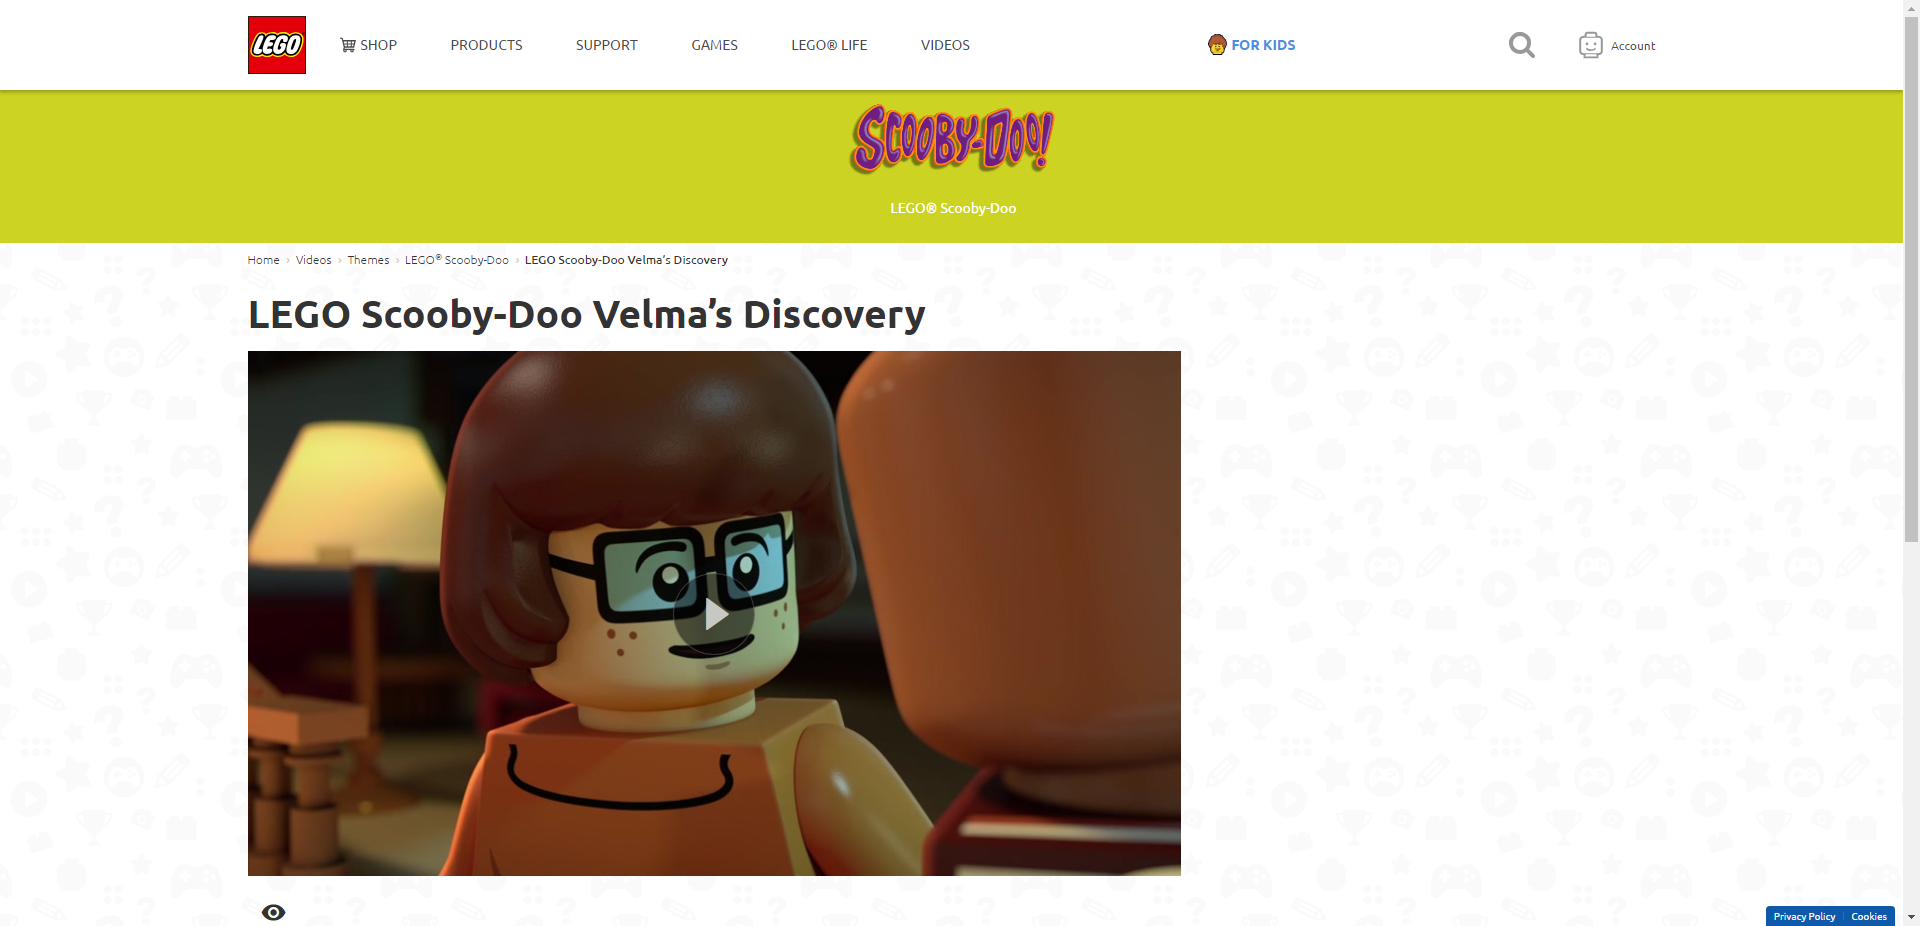 LEGO
SHOP
PRODUCTS
SUPPORT
GAMES
LEGO® LIFE
VIDEOS
FOR KIDS
Account
SCOOBY-DOO!
LEGO® Scooby-Doo
Home › Videos › Themes › LEGO® Scooby-Doo › LEGO Scooby-Doo Velma’s Discovery
LEGO Scooby-Doo Velma’s Discovery
Privacy Policy | Cookies